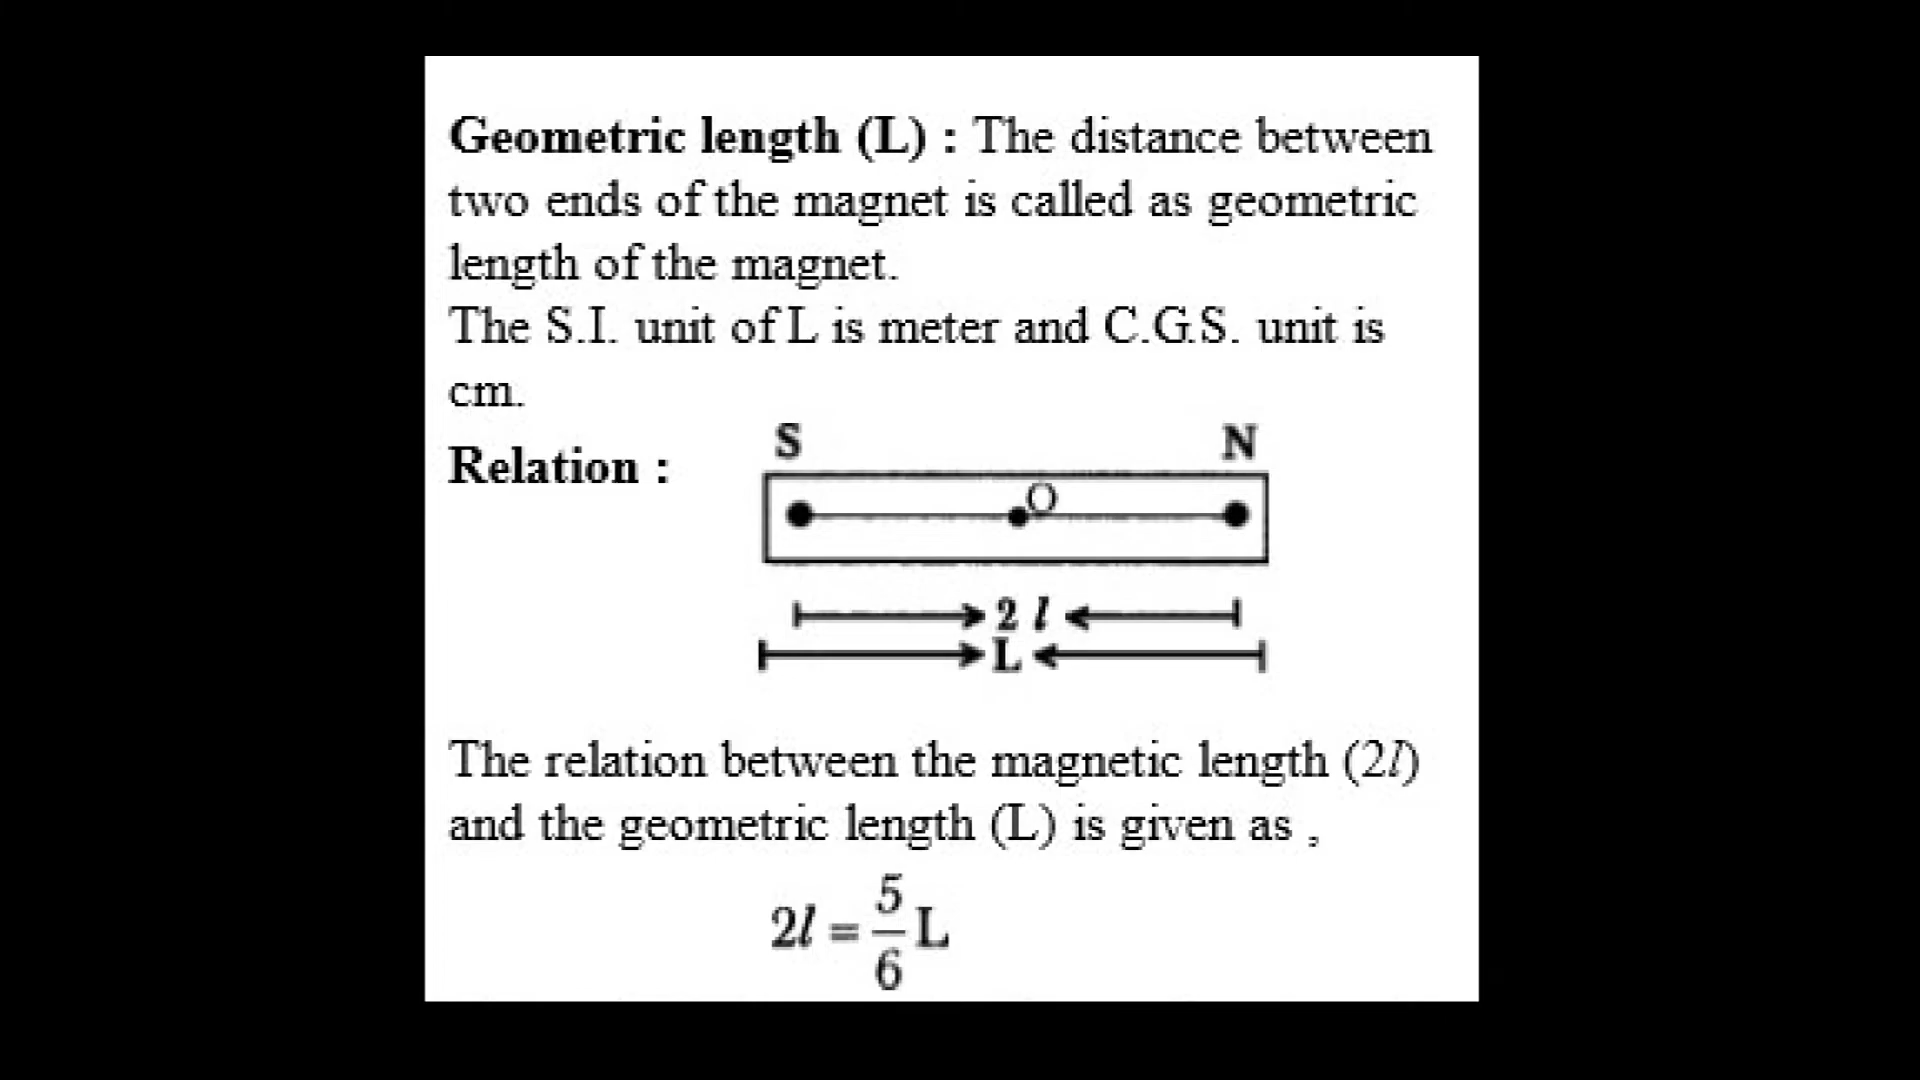 Geometric length (L) : The distance between
two ends of the magnet is called as geometric
length of the magnet.
The S.I. unit of L is meter and C.G.S. unit is
cm.
Relation :
S N
O
2 l
L
The relation between the magnetic length (2l)
and the geometric length (L) is given as ,
2l = 5/6 L